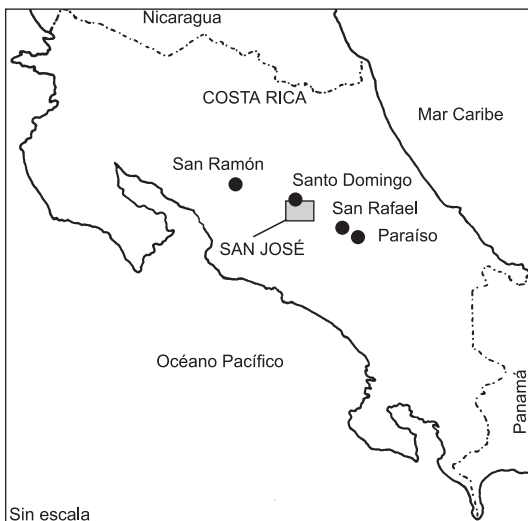 Nicaragua
COSTA RICA
Mar Caribe
San Ramón
Santo Domingo
San Rafael
SAN JOSÉ
Paraíso
Océano Pacífico
Panamá
Sin escala